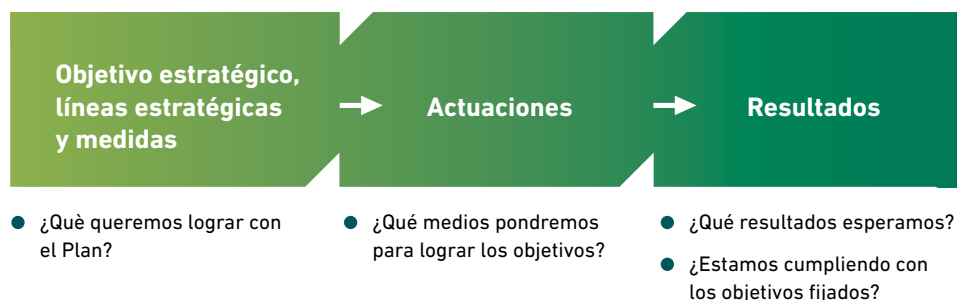 Objetivo estratégico,
líneas estratégicas
y medidas
Actuaciones
Resultados
¿Què queremos lograr con
el Plan?
¿Qué medios pondremos
para lograr los objetivos?
¿Qué resultados esperamos?
¿Estamos cumpliendo con
los objetivos fijados?